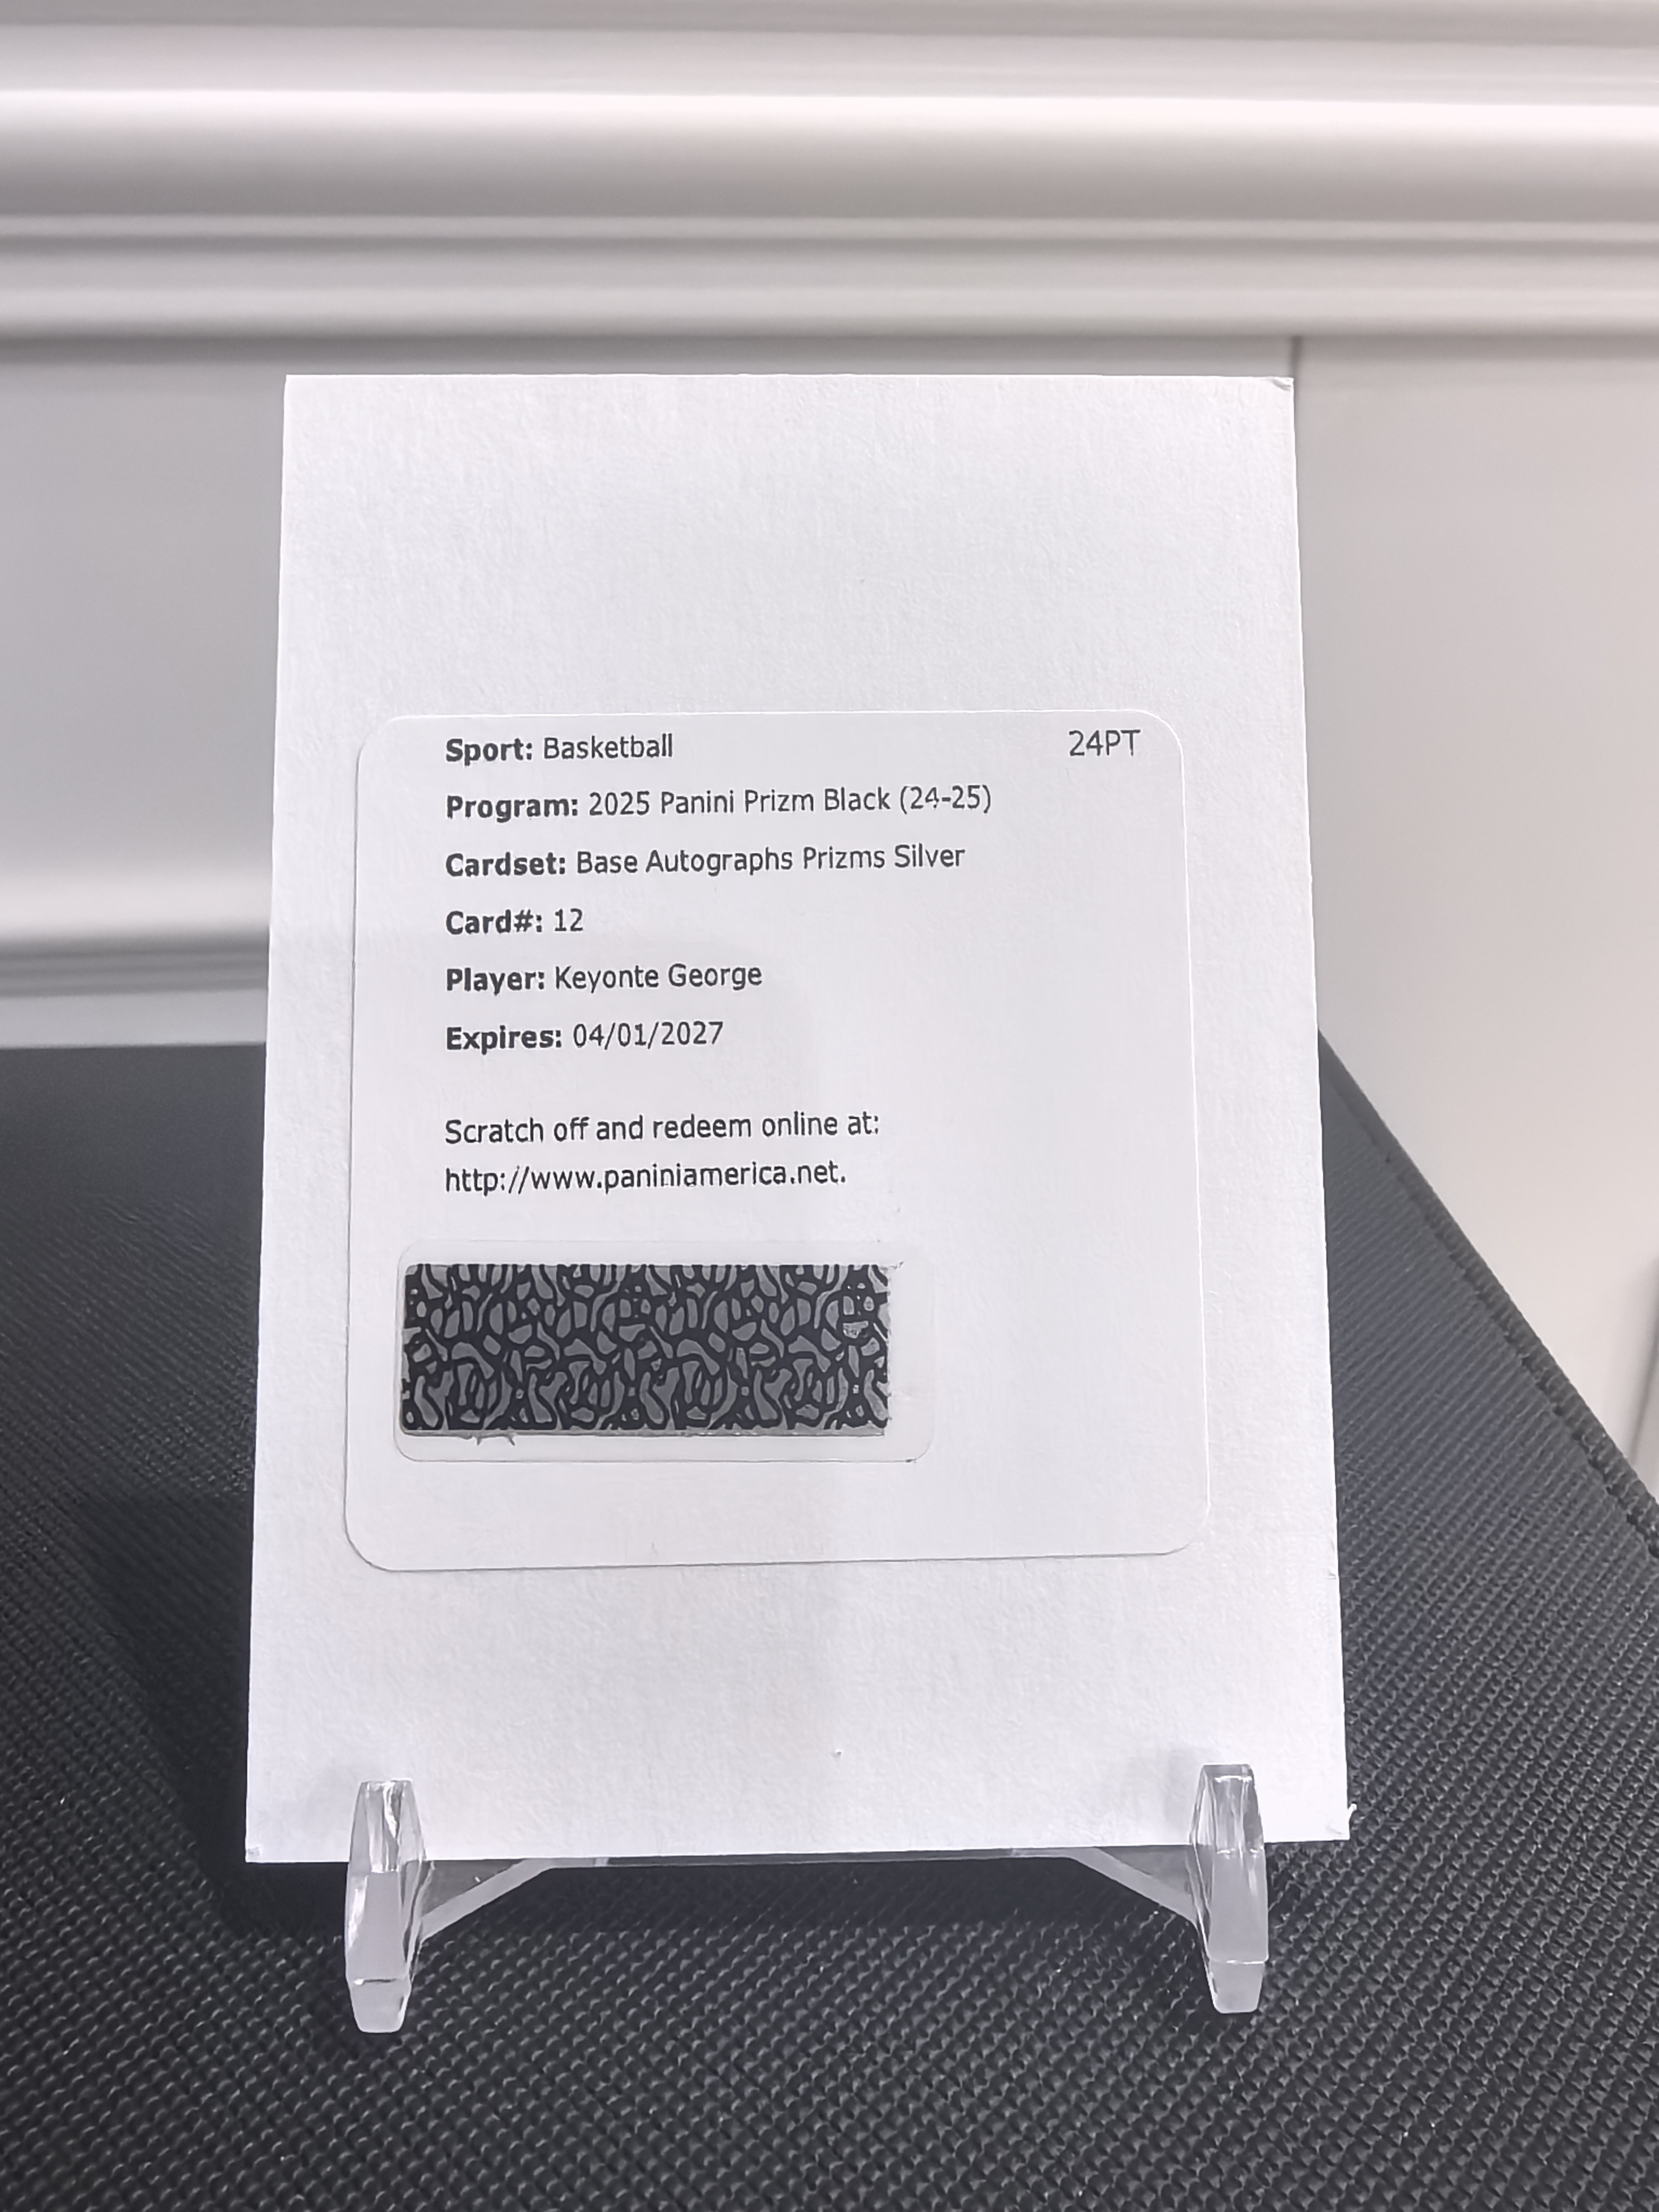 Sport: Basketball 24PT
Program: 2025 Panini Prizm Black (24-25)
Cardset: Base Autographs Prizms Silver
Card#: 12
Player: Keyonte George
Expires: 04/01/2027
Scratch off and redeem online at:
http://www.paniniamerica.net.